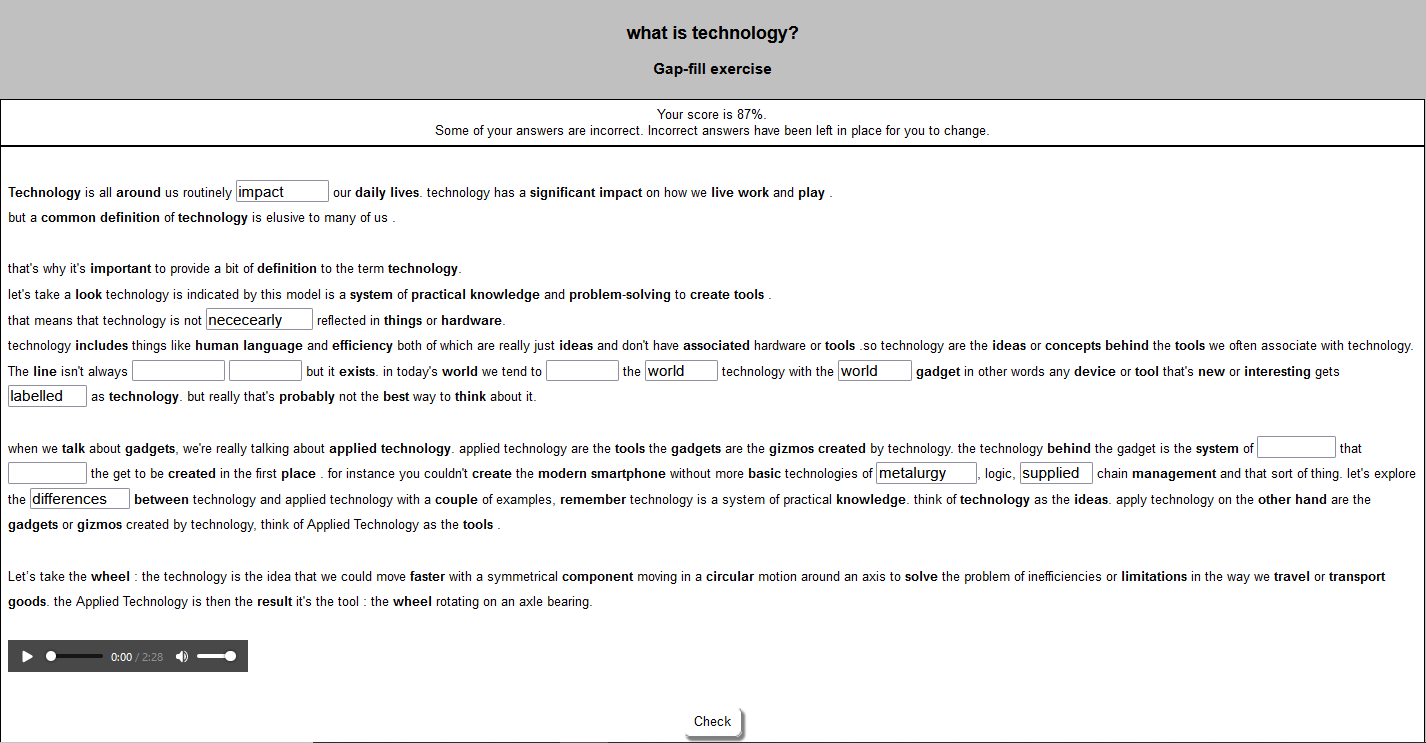 what is technology?
Gap-fill exercise
Your score is 87%.
Some of your answers are incorrect. Incorrect answers have been left in place for you to change.
Technology is all around us routinely impact our daily lives. technology has a significant impact on how we live work and play .
but a common definition of technology is elusive to many of us .
that's why it's important to provide a bit of definition to the term technology.
let's take a look technology is indicated by this model is a system of practical knowledge and problem-solving to create tools .
that means that technology is not nececearly reflected in things or hardware.
technology includes things like human language and efficiency both of which are really just ideas and don't have associated hardware or tools .so technology are the ideas or concepts behind the tools we often associate with technology.
The line isn't always but it exists. in today's world we tend to the world technology with the world gadget in other words any device or tool that's new or interesting gets
labelled as technology. but really that's probably not the best way to think about it.
when we talk about gadgets, we're really talking about applied technology. applied technology are the tools the gadgets are the gizmos created by technology. the technology behind the gadget is the system of that
the get to be created in the first place . for instance you couldn't create the modern smartphone without more basic technologies of metalurgy , logic, supplied chain management and that sort of thing. let's explore
the differences between technology and applied technology with a couple of examples, remember technology is a system of practical knowledge. think of technology as the ideas. apply technology on the other hand are the
gadgets or gizmos created by technology, think of Applied Technology as the tools .
Let's take the wheel : the technology is the idea that we could move faster with a symmetrical component moving in a circular motion around an axis to solve the problem of inefficiencies or limitations in the way we travel or transport
goods. the Applied Technology is then the result it's the tool : the wheel rotating on an axle bearing.
0:00 / 2:28
Check